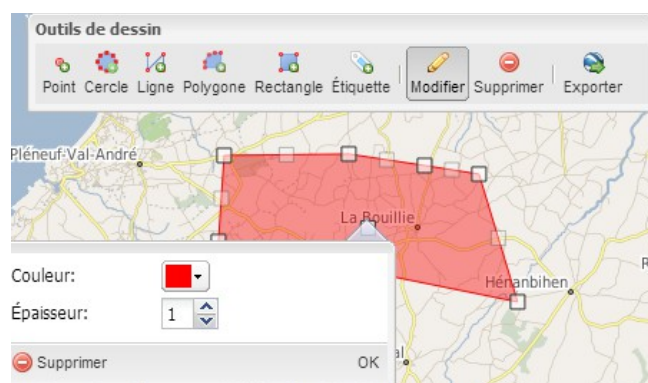 Outils de dessin
Point Cercle Ligne Polygone Rectangle Étiquette Modifier Supprimer Exporter
Pléneuf-Val-André
La Bouillie
Hénanbihen
R
Couleur:
Épaisseur: 1
al
Supprimer OK